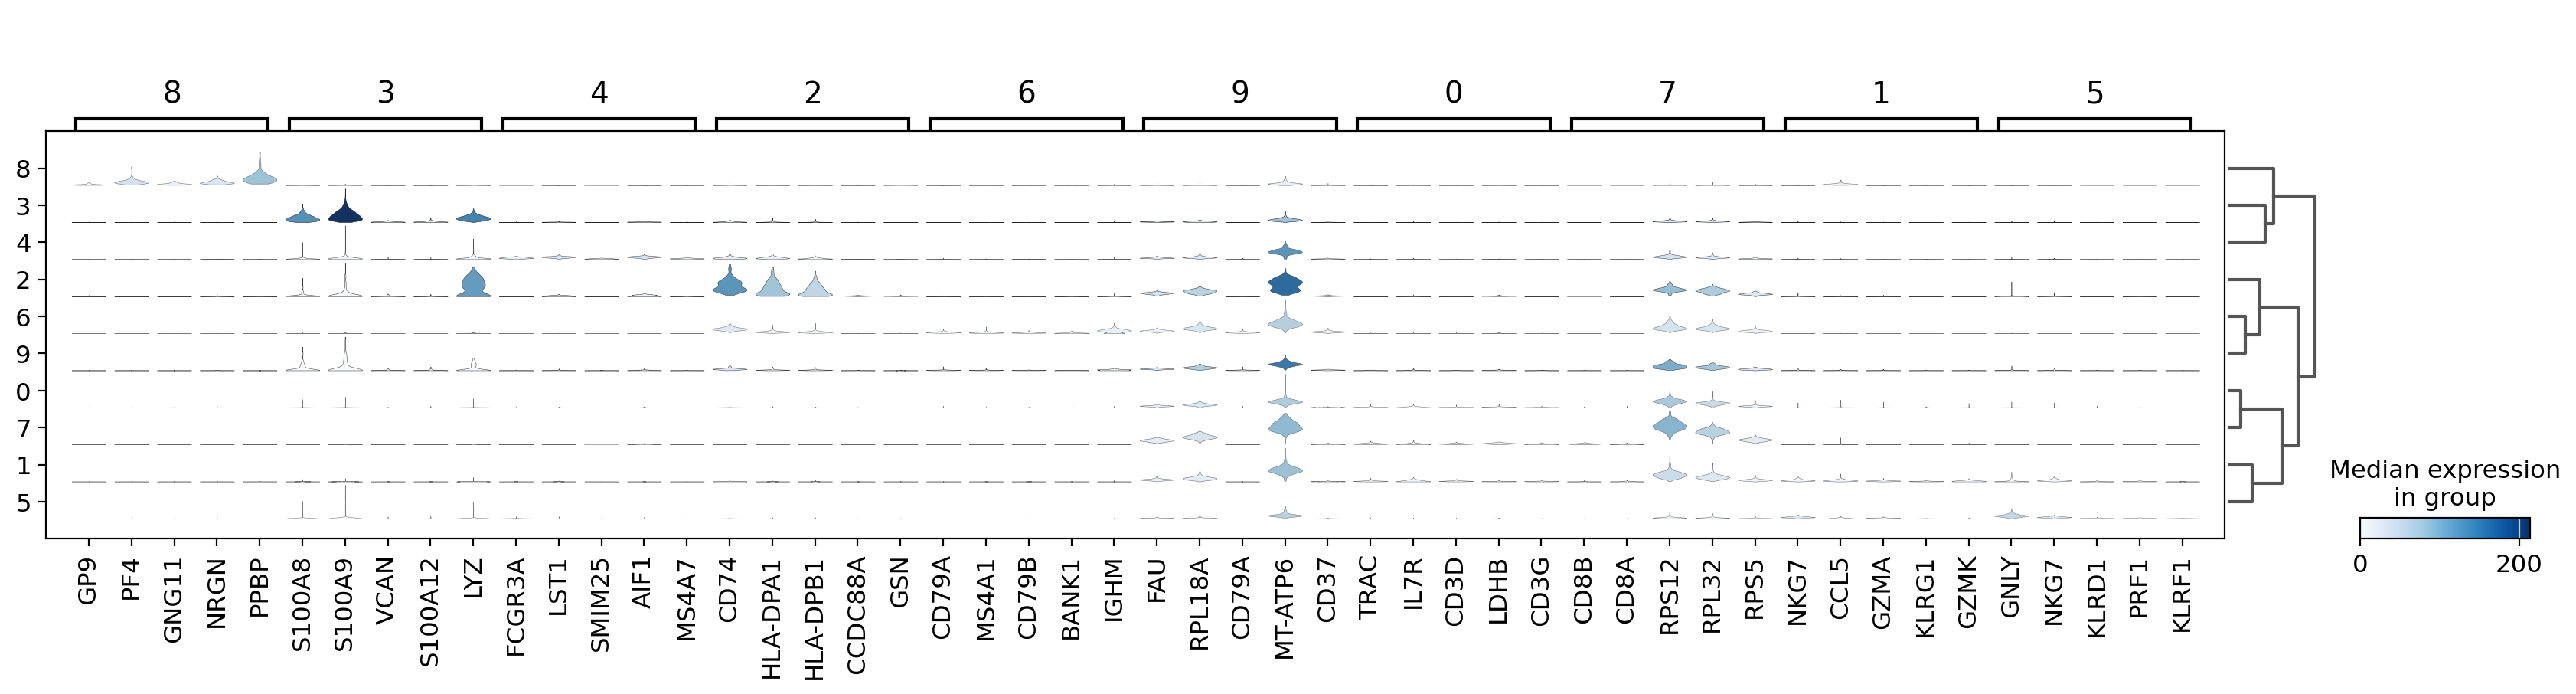 8 3 4 2 6 9 0 7 1 5
8
3
4
2
6
9
0
7
1
5
GP9 PF4 GNG11 NRGN PPBP S100A8 S100A9 VCAN S100A12 LYZ FCGR3A LST1 SMIM25 AIF1 MS4A7 CD74 HLA-DPA1 HLA-DPB1 CCDC88A GSN CD79A MS4A1 CD79B BANK1 IGHM FAU RPL18A CD79A MT-ATP6 CD37 TRAC IL7R CD3D LDHB CD3G CD8B CD8A RPS12 RPL32 RPS5 NKG7 CCL5 GZMA KLRG1 GZMK GNLY NKG7 KLRD1 PRF1 KLRF1
Median expression
in group
0 200